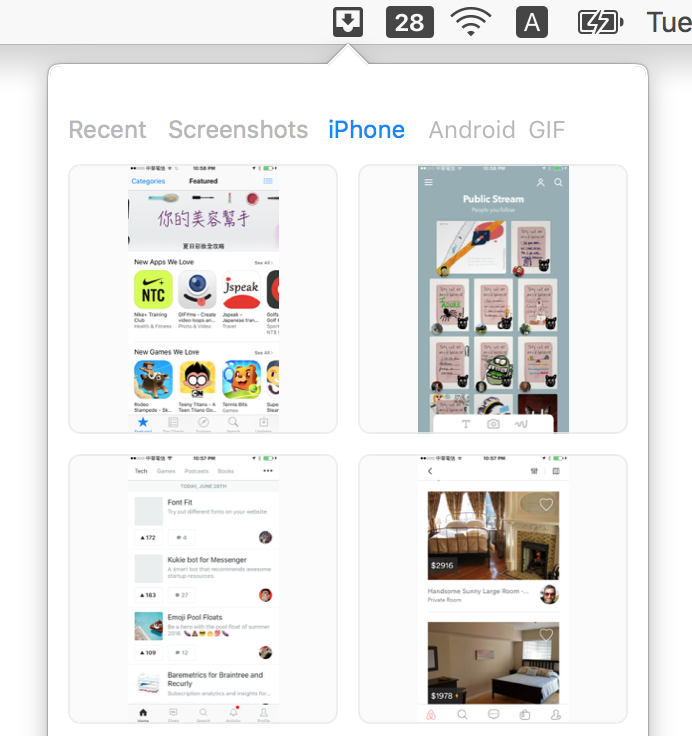 28
A
Tue
Recent Screenshots iPhone Android GIF
中華電信 10:58 PM
Categories Featured
你的美容幫手
夏日彩妝全攻略
New Apps We Love See All
NTC
Jspeak
Nike+ Training Club
Health & Fitness
GIFms - Create video loops an...
Photo & Video
Jspeak - Japanese tran...
Travel
Golfs
Golf
Sport
NT$
New Games We Love See All
Rodeo Stampede - Sk...
Teeny Titans - A Teen Titans Go...
Tennis Bits
Games
Featured Top Charts Explore Search Updates
10:58 PM
Public Stream
People you follow
T
中華電信 10:57 PM
Tech Games Podcasts Books
TODAY, JUNE 28TH
Font Fit
Try out different fonts on your website
172 4
Kukie bot for Messenger
A smart bot that recommends awesome
startup resources
183 27
Emoji Pool Floats
Be a hero with the pool float of summer
2016
109 12
Baremetrics for Braintree and
Recurly
Subscription analytics and insights for...
Home Search Activity Profile
中華電信 10:57 PM
$2916
Handsome Sunny Large Room -...
Private Room
$1978